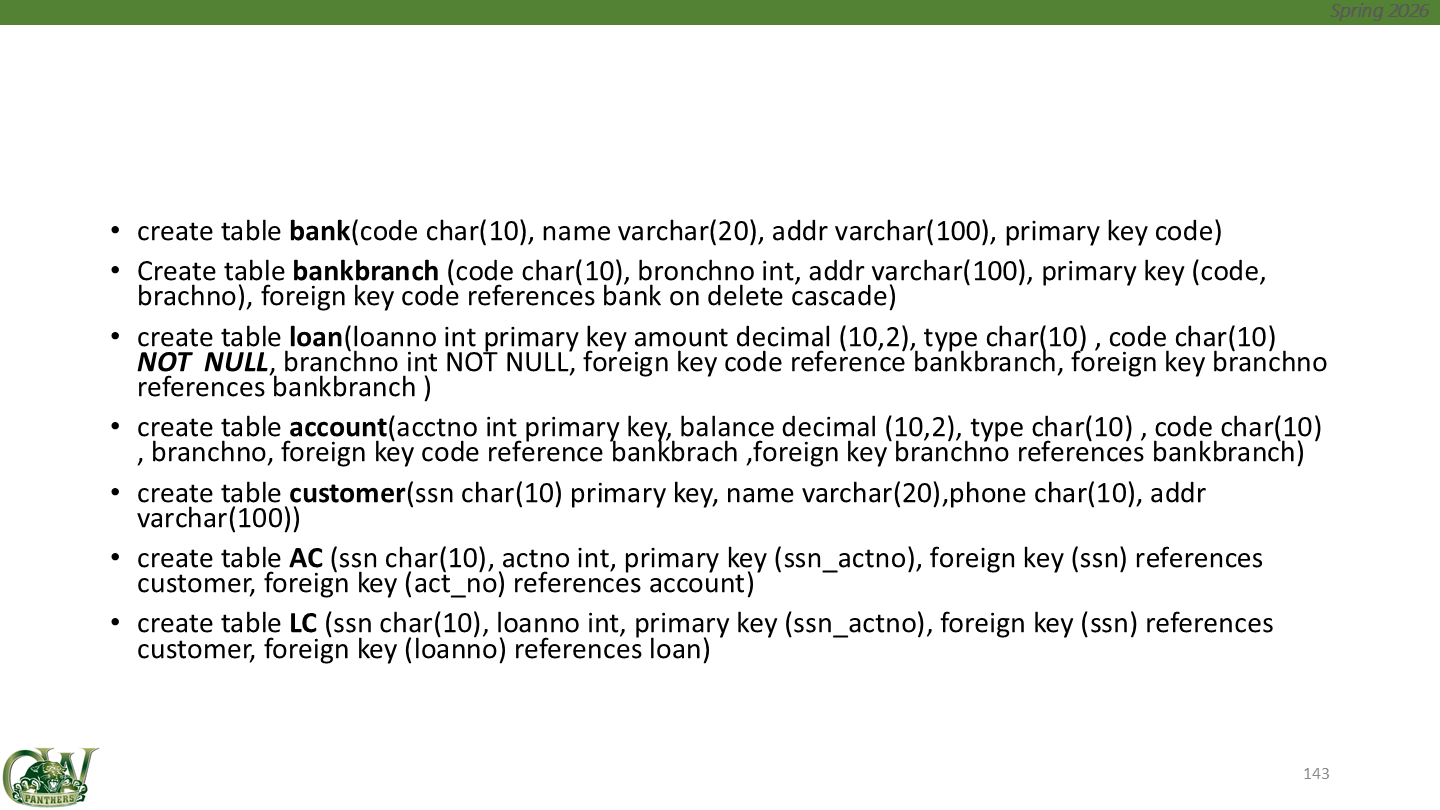 Spring 2026
• create table bank(code char(10), name varchar(20), addr varchar(100), primary key code)
• Create table bankbranch (code char(10), bronchno int, addr varchar(100), primary key (code,
brachno), foreign key code references bank on delete cascade)
• create table loan(loanno int primary key amount decimal (10,2), type char(10) , code char(10)
NOT NULL, branchno int NOT NULL, foreign key code reference bankbranch, foreign key branchno
references bankbranch )
• create table account(acctno int primary key, balance decimal (10,2), type char(10) , code char(10)
, branchno, foreign key code reference bankbrach ,foreign key branchno references bankbranch)
• create table customer(ssn char(10) primary key, name varchar(20),phone char(10), addr
varchar(100))
• create table AC (ssn char(10), actno int, primary key (ssn_actno), foreign key (ssn) references
customer, foreign key (act_no) references account)
• create table LC (ssn char(10), loanno int, primary key (ssn_actno), foreign key (ssn) references
customer, foreign key (loanno) references loan)
OW
PANTHERS
143